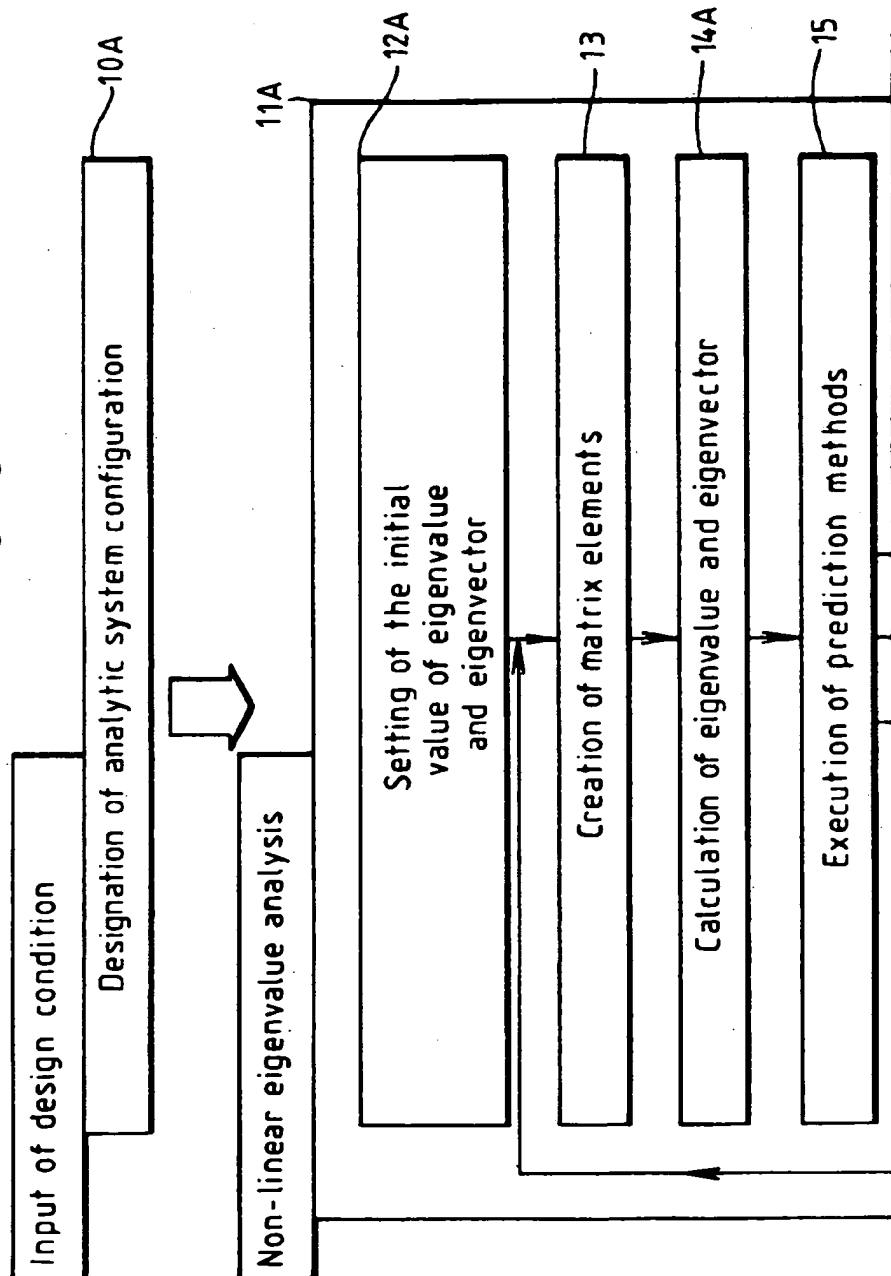 Input of design condition
Designation of analytic system configuration
10A
Non-linear eigenvalue analysis
11A
Setting of the initial
value of eigenvalue
and eigenvector
12A
Creation of matrix elements
13
Calculation of eigenvalue and eigenvector
14A
Execution of prediction methods
15